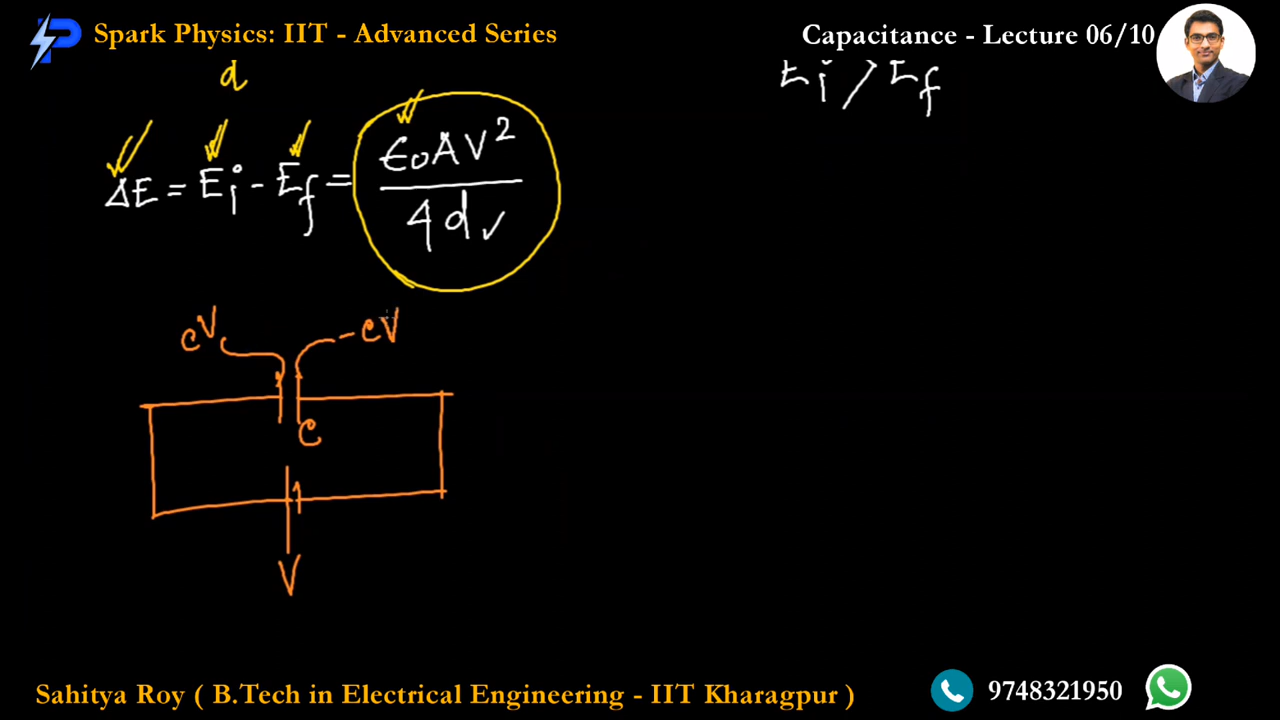 Spark Physics: IIT - Advanced Series
Capacitance - Lecture 06/10
d
Ei > Ef
ΔE = Ei - Ef = ϵ0AV²
4d
CV
-CV
C
V
Sahitya Roy ( B.Tech in Electrical Engineering - IIT Kharagpur )
9748321950